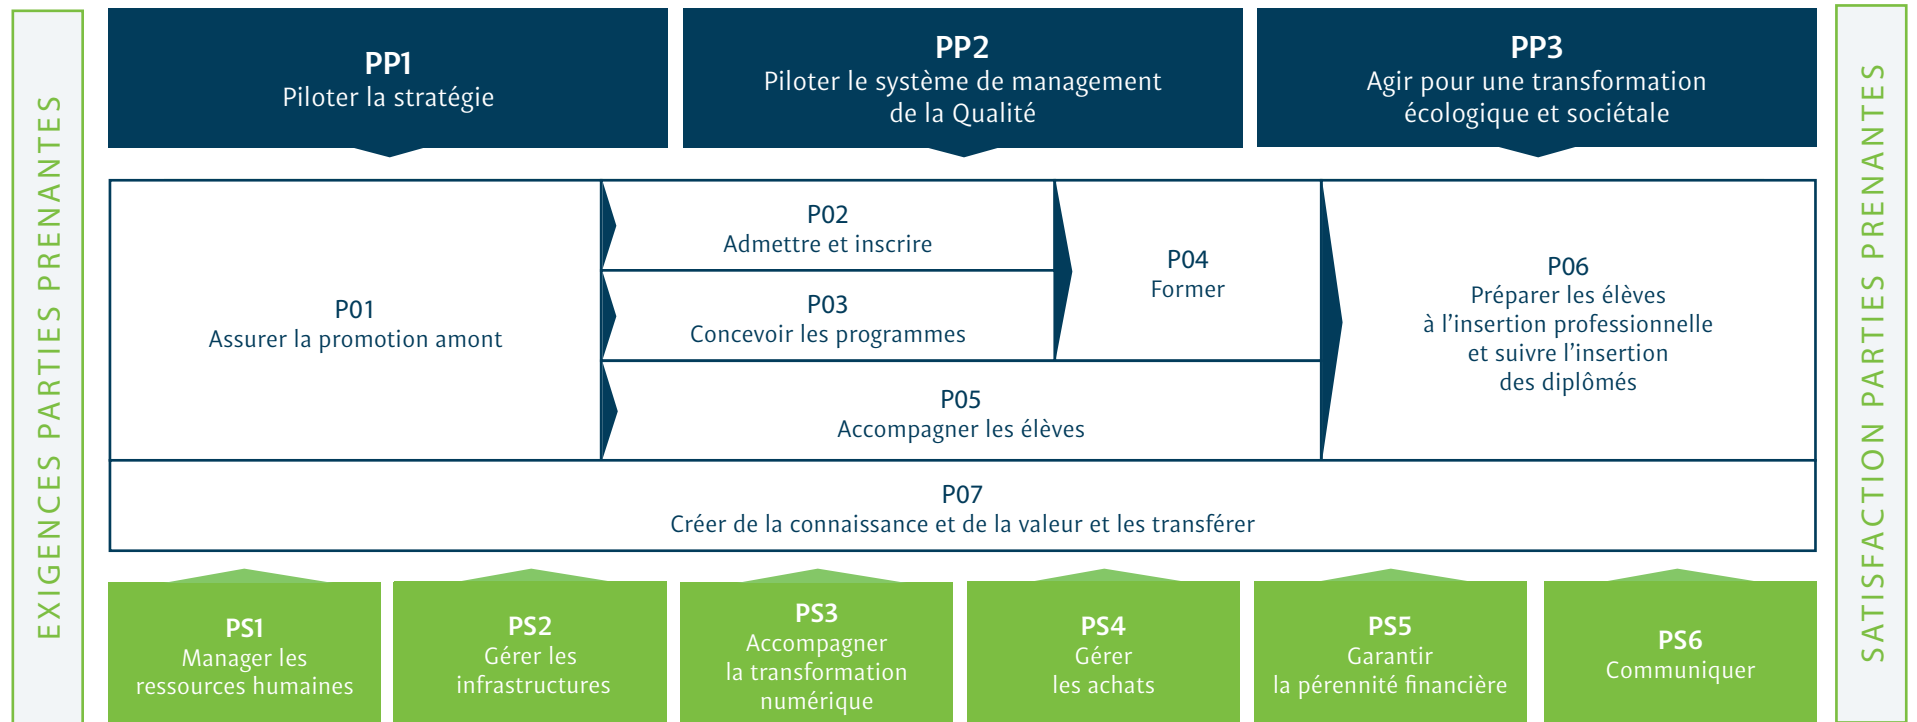 EXIGENCES PARTIES PRENANTES
PP1
Piloter la stratégie
PP2
Piloter le système de management
de la Qualité
PP3
Agir pour une transformation
écologique et sociétale
P01
Assurer la promotion amont
P02
Admettre et inscrire
P03
Concevoir les programmes
P04
Former
P05
Accompagner les élèves
P06
Préparer les élèves
à l’insertion professionnelle
et suivre l’insertion
des diplômés
P07
Créer de la connaissance et de la valeur et les transférer
PS1
Manager les
ressources humaines
PS2
Gérer les
infrastructures
PS3
Accompagner
la transformation
numérique
PS4
Gérer
les achats
PS5
Garantir
la pérennité financière
PS6
Communiquer
SATISFACTION PARTIES PRENANTES